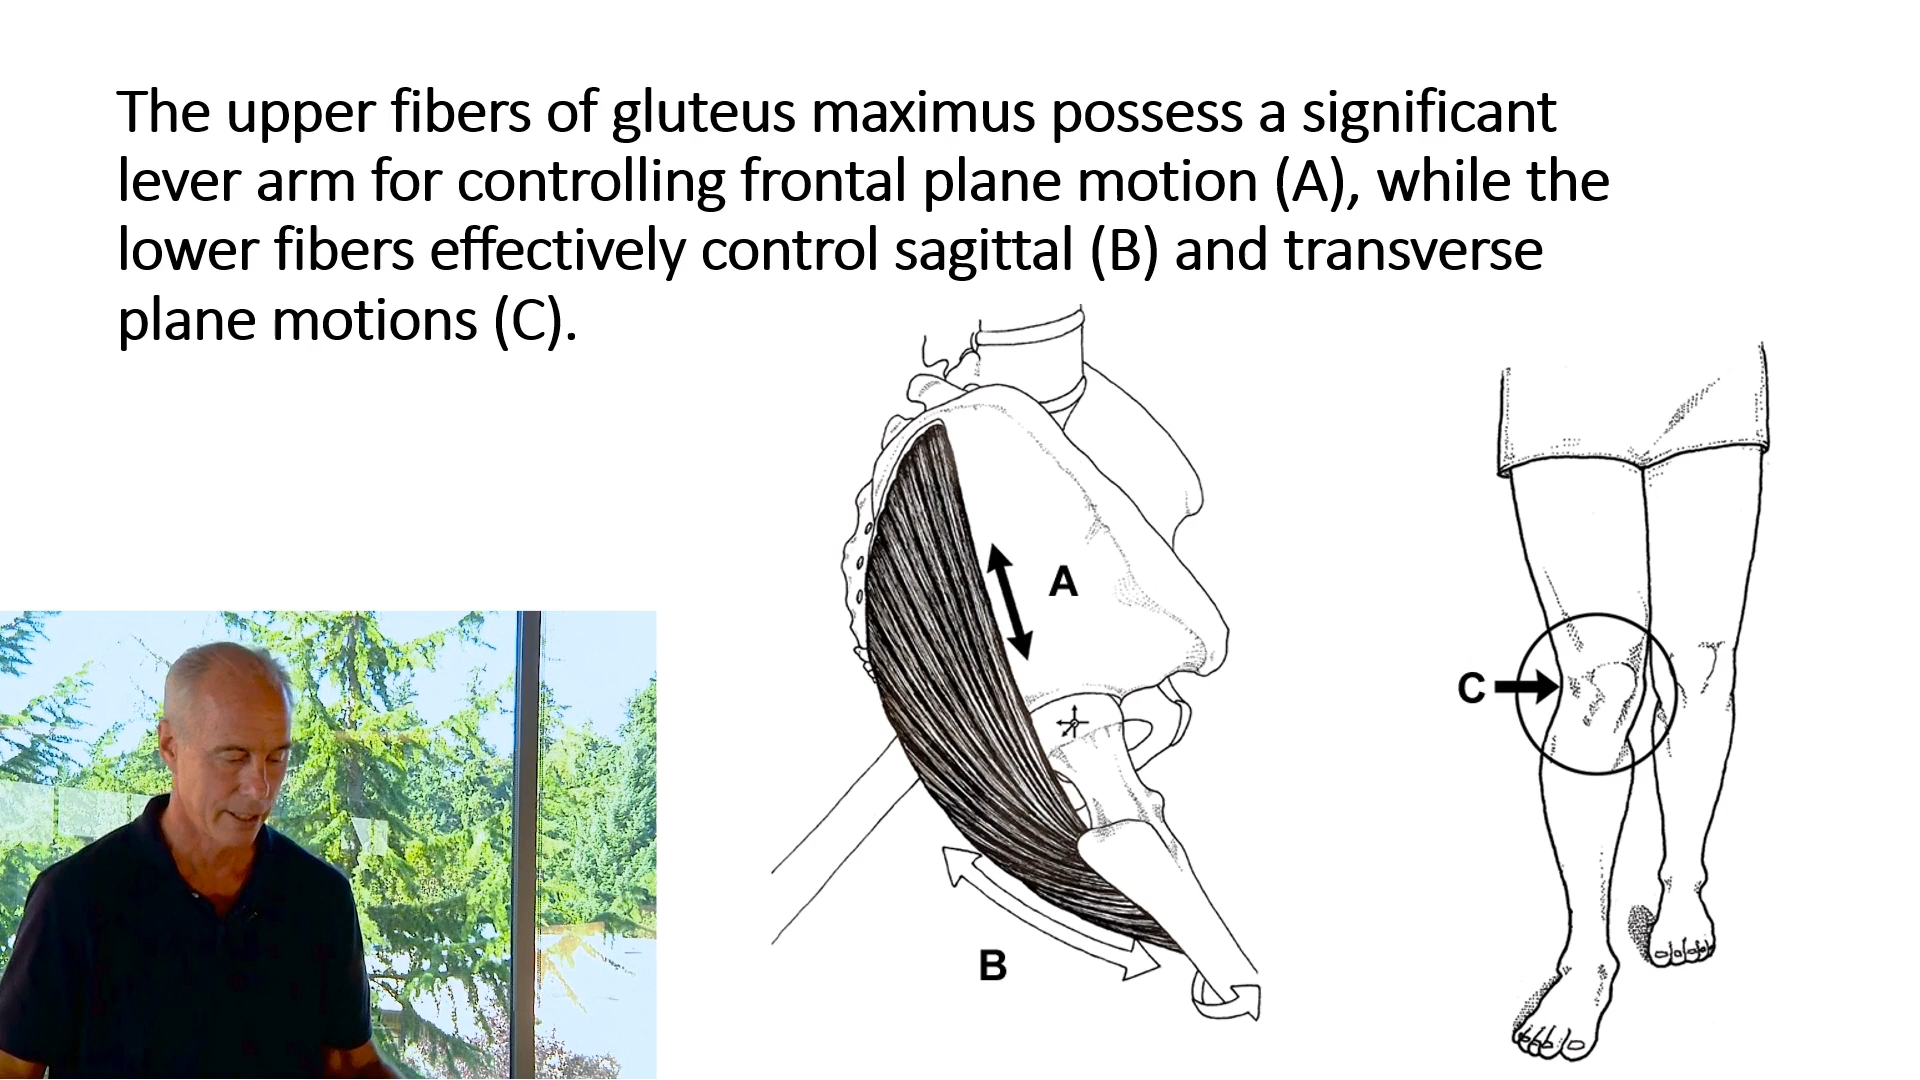 The upper fibers of gluteus maximus possess a significant
lever arm for controlling frontal plane motion (A), while the
lower fibers effectively control sagittal (B) and transverse
plane motions (C).
A
C
B